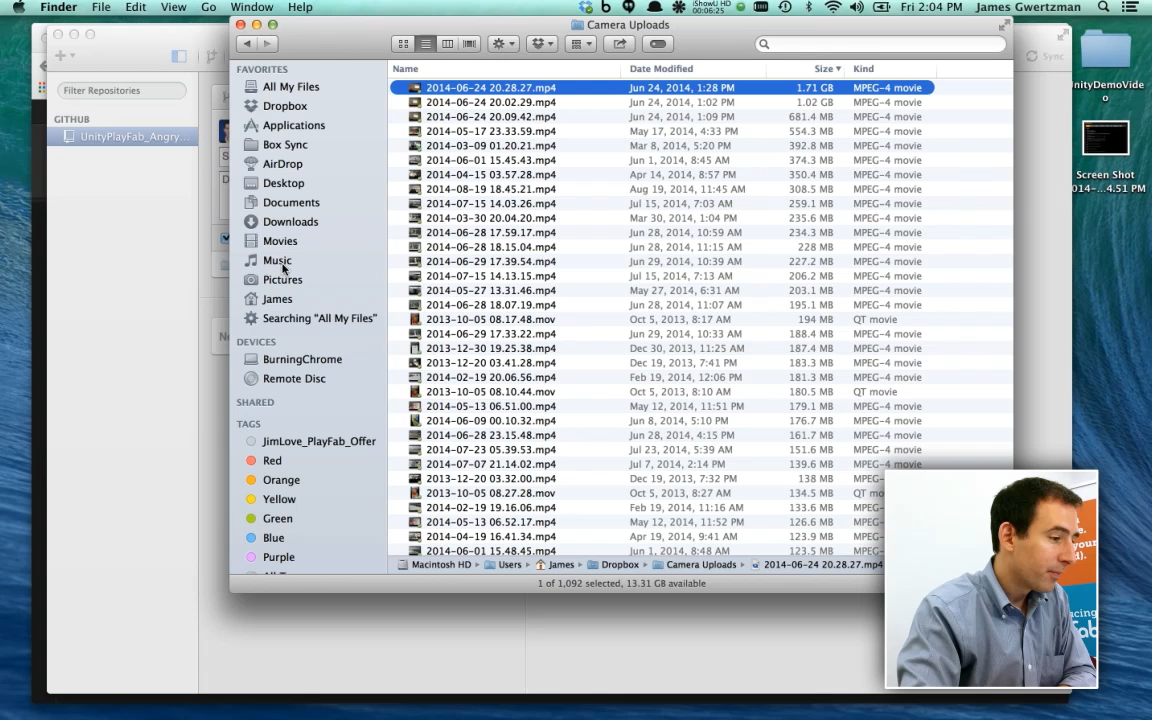 Finder File Edit View Go Window Help
iShowU HD
00:06:25
Fri 2:04 PM James Gwertzman
Camera Uploads
Sync
Filter Repositories
GITHUB
UnityPlayFab_Angry...
UnityDemoVide
o
Screen Shot
FAVORITES
All My Files
Dropbox
Applications
Box Sync
AirDrop
Desktop
Documents
Downloads
Movies
Music
Pictures
James
Searching "All My Files"
DEVICES
BurningChrome
Remote Disc
SHARED
TAGS
JimLove_PlayFab_Offer
Red
Orange
Yellow
Green
Blue
Purple
Name Date Modified Size Kind
2014-06-24 20.28.27.mp4 Jun 24, 2014, 1:28 PM 1.71 GB MPEG-4 movie
2014-06-24 20.02.29.mp4 Jun 24, 2014, 1:02 PM 1.02 GB MPEG-4 movie
2014-06-24 20.09.42.mp4 Jun 24, 2014, 1:09 PM 681.4 MB MPEG-4 movie
2014-05-17 23.33.59.mp4 May 17, 2014, 4:33 PM 554.3 MB MPEG-4 movie
2014-03-09 01.20.21.mp4 Mar 8, 2014, 5:20 PM 392.8 MB MPEG-4 movie
2014-06-01 15.45.43.mp4 Jun 1, 2014, 8:45 AM 374.3 MB MPEG-4 movie
2014-04-15 03.57.28.mp4 Apr 14, 2014, 8:57 PM 350.4 MB MPEG-4 movie
2014-08-19 18.45.21.mp4 Aug 19, 2014, 11:45 AM 308.5 MB MPEG-4 movie
2014-07-15 14.03.26.mp4 Jul 15, 2014, 7:03 AM 259.1 MB MPEG-4 movie
2014-03-30 20.04.20.mp4 Mar 30, 2014, 1:04 PM 235.6 MB MPEG-4 movie
2014-06-28 17.59.17.mp4 Jun 28, 2014, 10:59 AM 234.3 MB MPEG-4 movie
2014-06-28 18.15.04.mp4 Jun 28, 2014, 11:15 AM 228 MB MPEG-4 movie
2014-06-29 17.39.54.mp4 Jun 29, 2014, 10:39 AM 227.2 MB MPEG-4 movie
2014-07-15 14.13.15.mp4 Jul 15, 2014, 7:13 AM 206.2 MB MPEG-4 movie
2014-05-27 13.31.46.mp4 May 27, 2014, 6:31 AM 203.1 MB MPEG-4 movie
2014-06-28 18.07.19.mp4 Jun 28, 2014, 11:07 AM 195.1 MB MPEG-4 movie
2013-10-05 08.17.48.mov Oct 5, 2013, 8:17 AM 194 MB QT movie
2014-06-29 17.33.22.mp4 Jun 29, 2014, 10:33 AM 188.4 MB MPEG-4 movie
2013-12-30 19.25.38.mp4 Dec 30, 2013, 11:25 AM 187.4 MB MPEG-4 movie
2013-12-20 03.41.28.mp4 Dec 19, 2013, 7:41 PM 183.3 MB MPEG-4 movie
2014-02-19 20.06.56.mp4 Feb 19, 2014, 12:06 PM 181.3 MB MPEG-4 movie
2013-10-05 08.10.44.mov Oct 5, 2013, 8:10 AM 180.5 MB QT movie
2014-05-13 06.51.00.mp4 May 12, 2014, 11:51 PM 179.1 MB MPEG-4 movie
2014-06-09 00.10.32.mp4 Jun 8, 2014, 5:10 PM 176.7 MB MPEG-4 movie
2014-06-28 23.15.48.mp4 Jun 28, 2014, 4:15 PM 161.7 MB MPEG-4 movie
2014-07-23 05.39.53.mp4 Jul 23, 2014, 5:39 AM 151.6 MB MPEG-4 movie
2014-07-07 21.14.02.mp4 Jul 7, 2014, 2:14 PM 139.6 MB MPEG-4 movie
2013-12-20 03.32.00.mp4 Dec 19, 2013, 7:32 PM 138 MB MPEG-4 movie
2013-10-05 08.27.28.mov Oct 5, 2013, 8:27 AM 134.5 MB QT mo
2014-02-19 19.16.06.mp4 Feb 19, 2014, 11:16 AM 133.6 MB
2014-05-13 06.52.17.mp4 May 12, 2014, 11:52 PM 126.6 MB
2014-04-19 16.41.34.mp4 Apr 19, 2014, 9:41 AM 123.9 MB
2014-06-01 15.48.45.mp4 Jun 1, 2014, 8:48 AM 123.5 MB
Macintosh HD Users James Dropbox Camera Uploads 2014-06-24 20.28.27.mp4
1 of 1,092 selected, 13.31 GB available